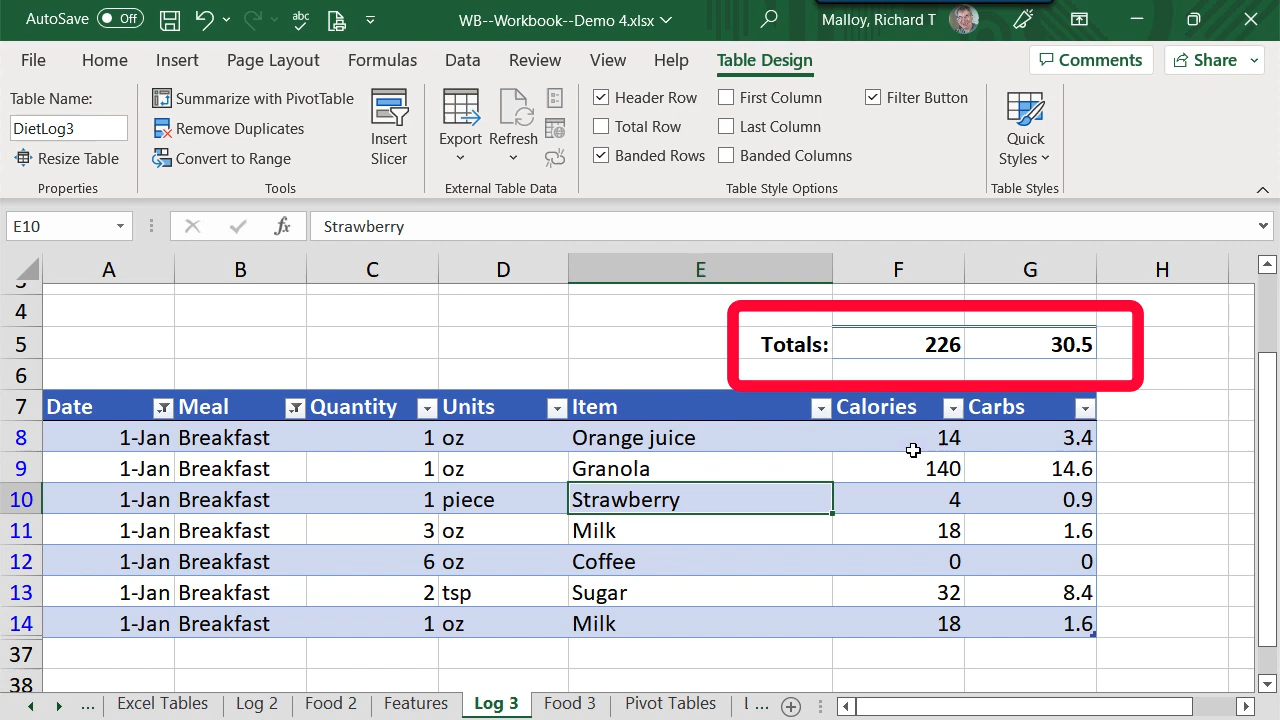 AutoSave Off abc WB--Workbook--Demo 4.xlsx Malloy, Richard T
File Home Insert Page Layout Formulas Data Review View Help Table Design Comments Share
Table Name:
DietLog3
Resize Table
Properties
Summarize with PivotTable
Remove Duplicates
Convert to Range
Insert
Slicer
Tools
Export Refresh
External Table Data
Header Row First Column Filter Button
Total Row Last Column
Banded Rows Banded Columns
Table Style Options
Quick
Styles
Table Styles
E10 fx Strawberry
A B C D E F G H
4
5 Totals: 226 30.5
6
7 Date Meal Quantity Units Item Calories Carbs
8 1-Jan Breakfast 1 oz Orange juice 14 3.4
9 1-Jan Breakfast 1 oz Granola 140 14.6
10 1-Jan Breakfast 1 piece Strawberry 4 0.9
11 1-Jan Breakfast 3 oz Milk 18 1.6
12 1-Jan Breakfast 6 oz Coffee 0 0
13 1-Jan Breakfast 2 tsp Sugar 32 8.4
14 1-Jan Breakfast 1 oz Milk 18 1.6
37
38
... Excel Tables Log 2 Food 2 Features Log 3 Food 3 Pivot Tables ...